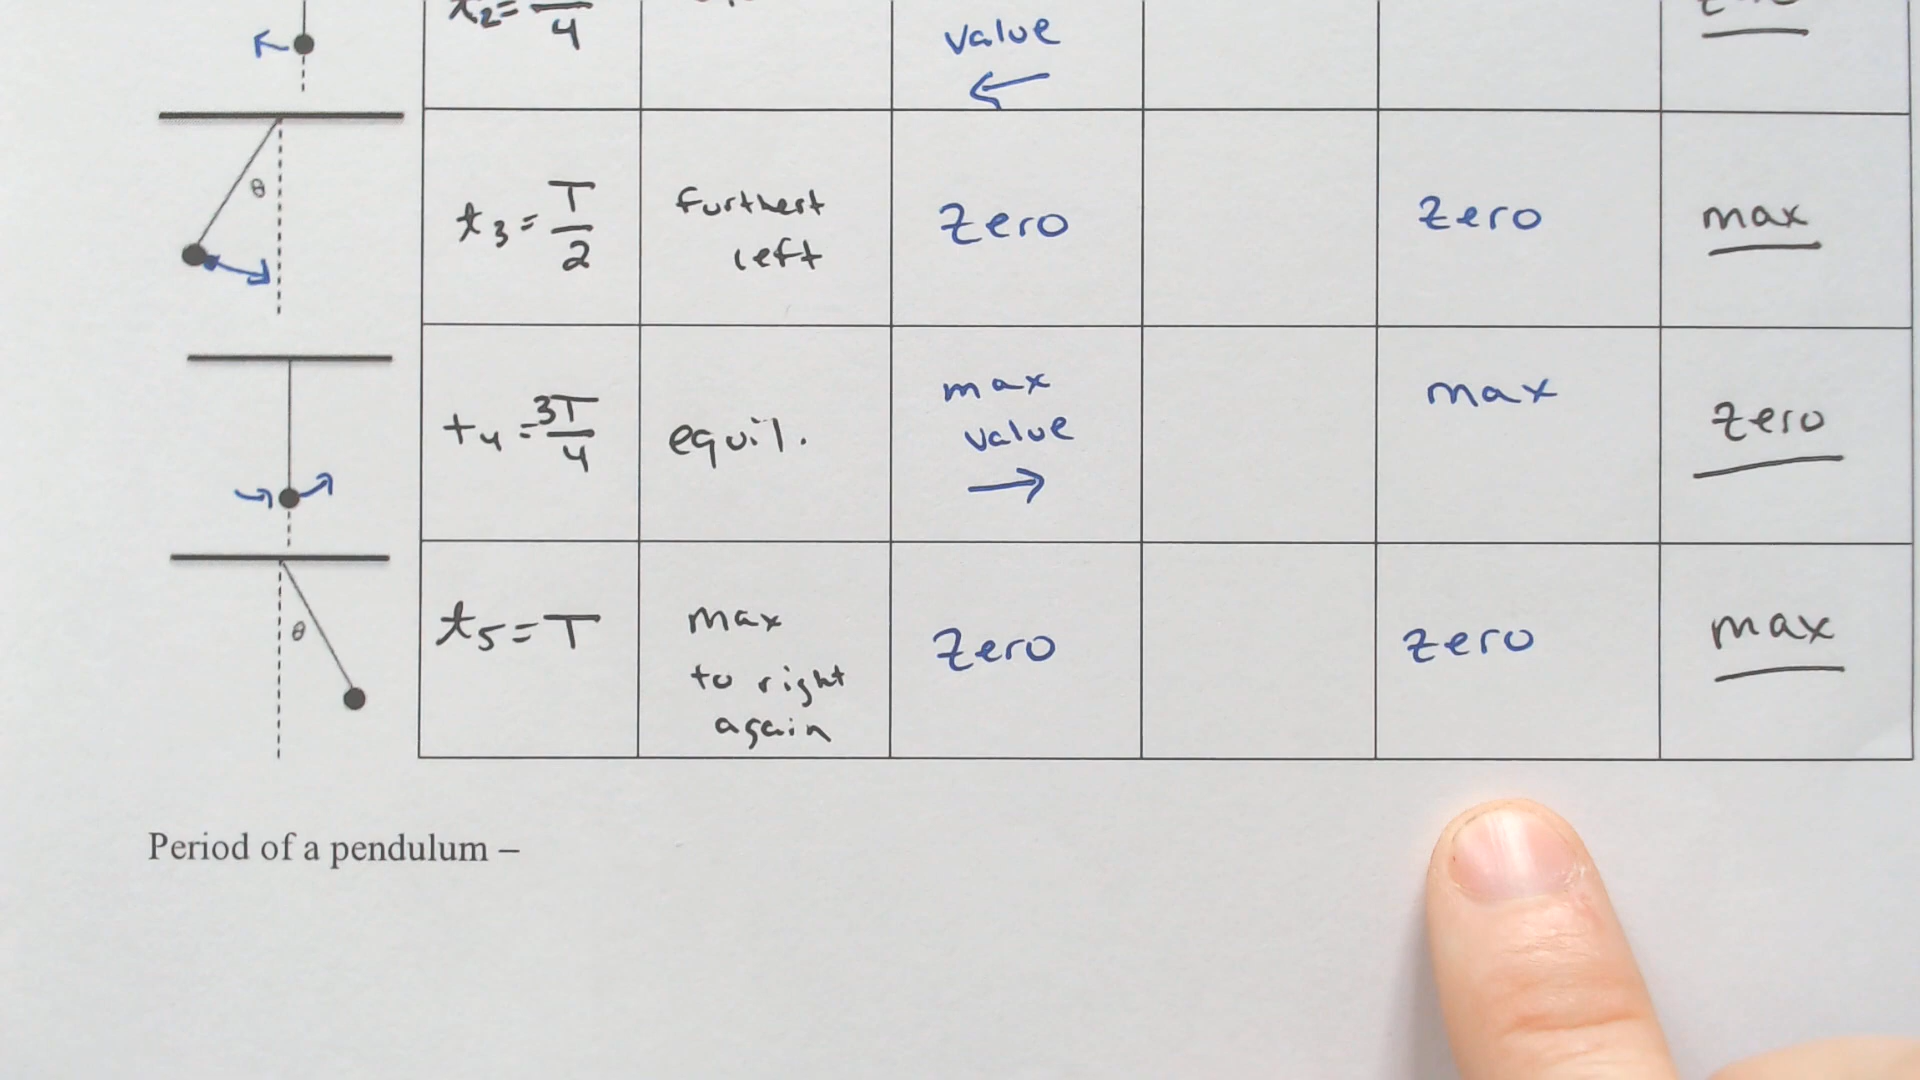 t₂= /4
value
←
θ
t₃= T/2
furthest
left
zero
zero
max
t₄ = 3T/4
equil.
max
value
→
max
zero
θ
t₅ = T
max
to right
again
zero
zero
max
Period of a pendulum –